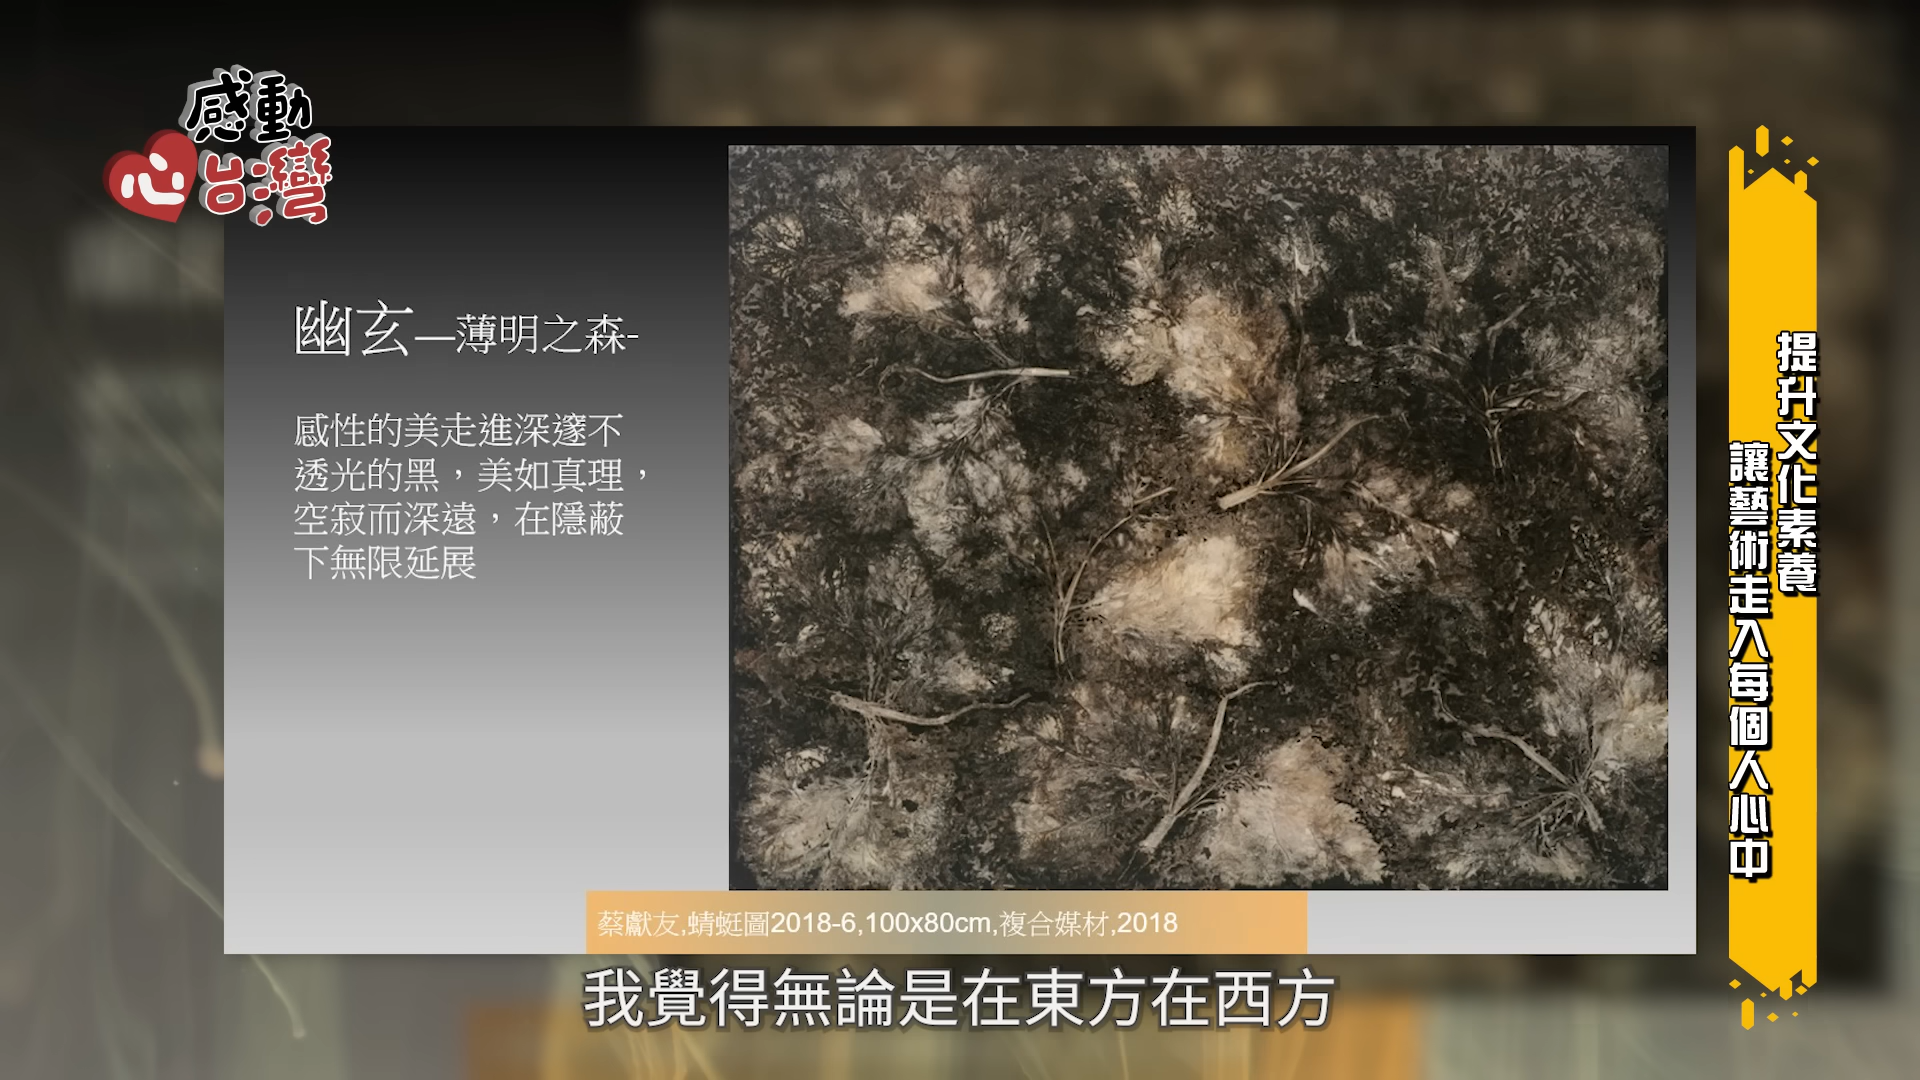 感動
心台灣
幽玄—薄明之森-
感性的美走進深邃不
透光的黑，美如真理，
空寂而深遠，在隱蔽
下無限延展
蔡獻友,蜻蜓圖2018-6,100x80cm,複合媒材,2018
提升文化素養
讓藝術走入每個人心中
我覺得無論是在東方在西方